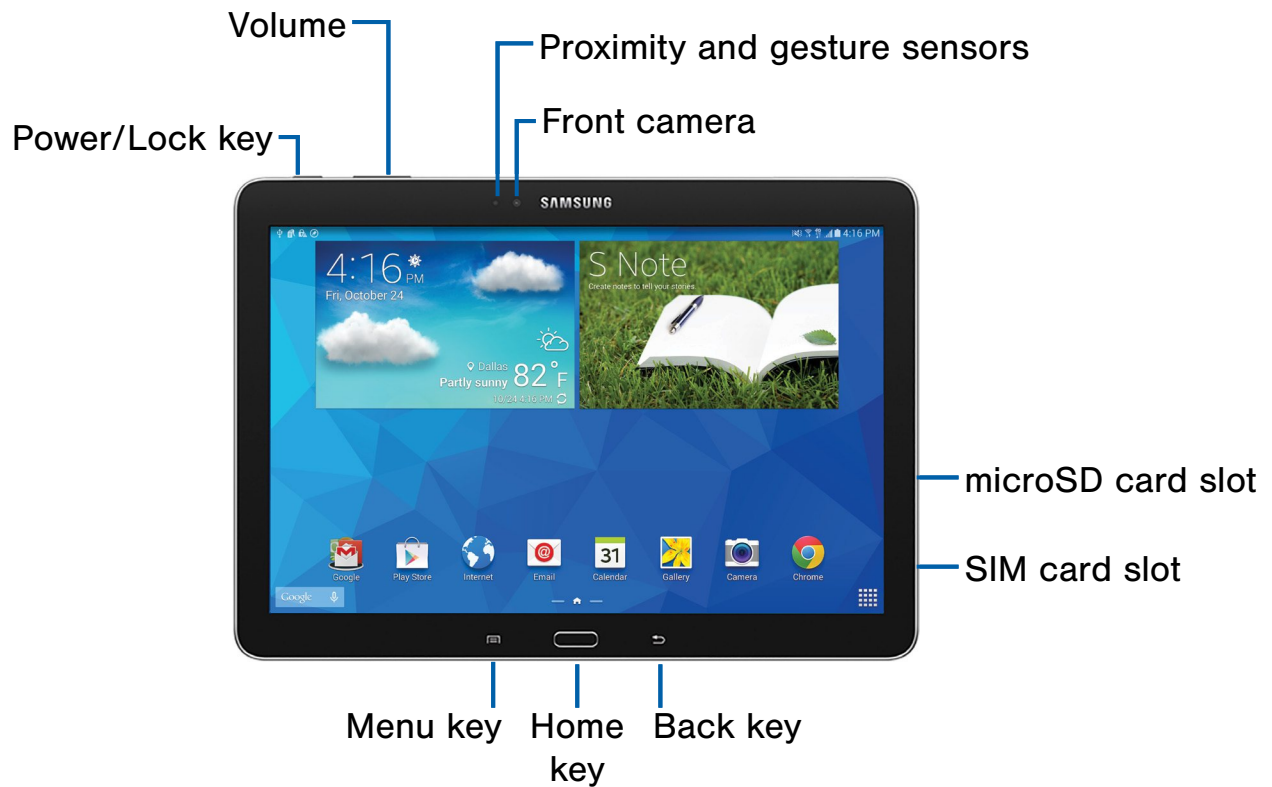 Volume
Proximity and gesture sensors
Front camera
Power/Lock key
SAMSUNG
4:16 PM
4:16 PM
Fri, October 24
Dallas
Partly sunny 82°F
10/24 4:16 PM
S Note
Create notes to tell your stories.
microSD card slot
SIM card slot
@
31
Google Play Store Internet Email Calendar Gallery Camera Chrome
Google
Menu key
Home
key
Back key